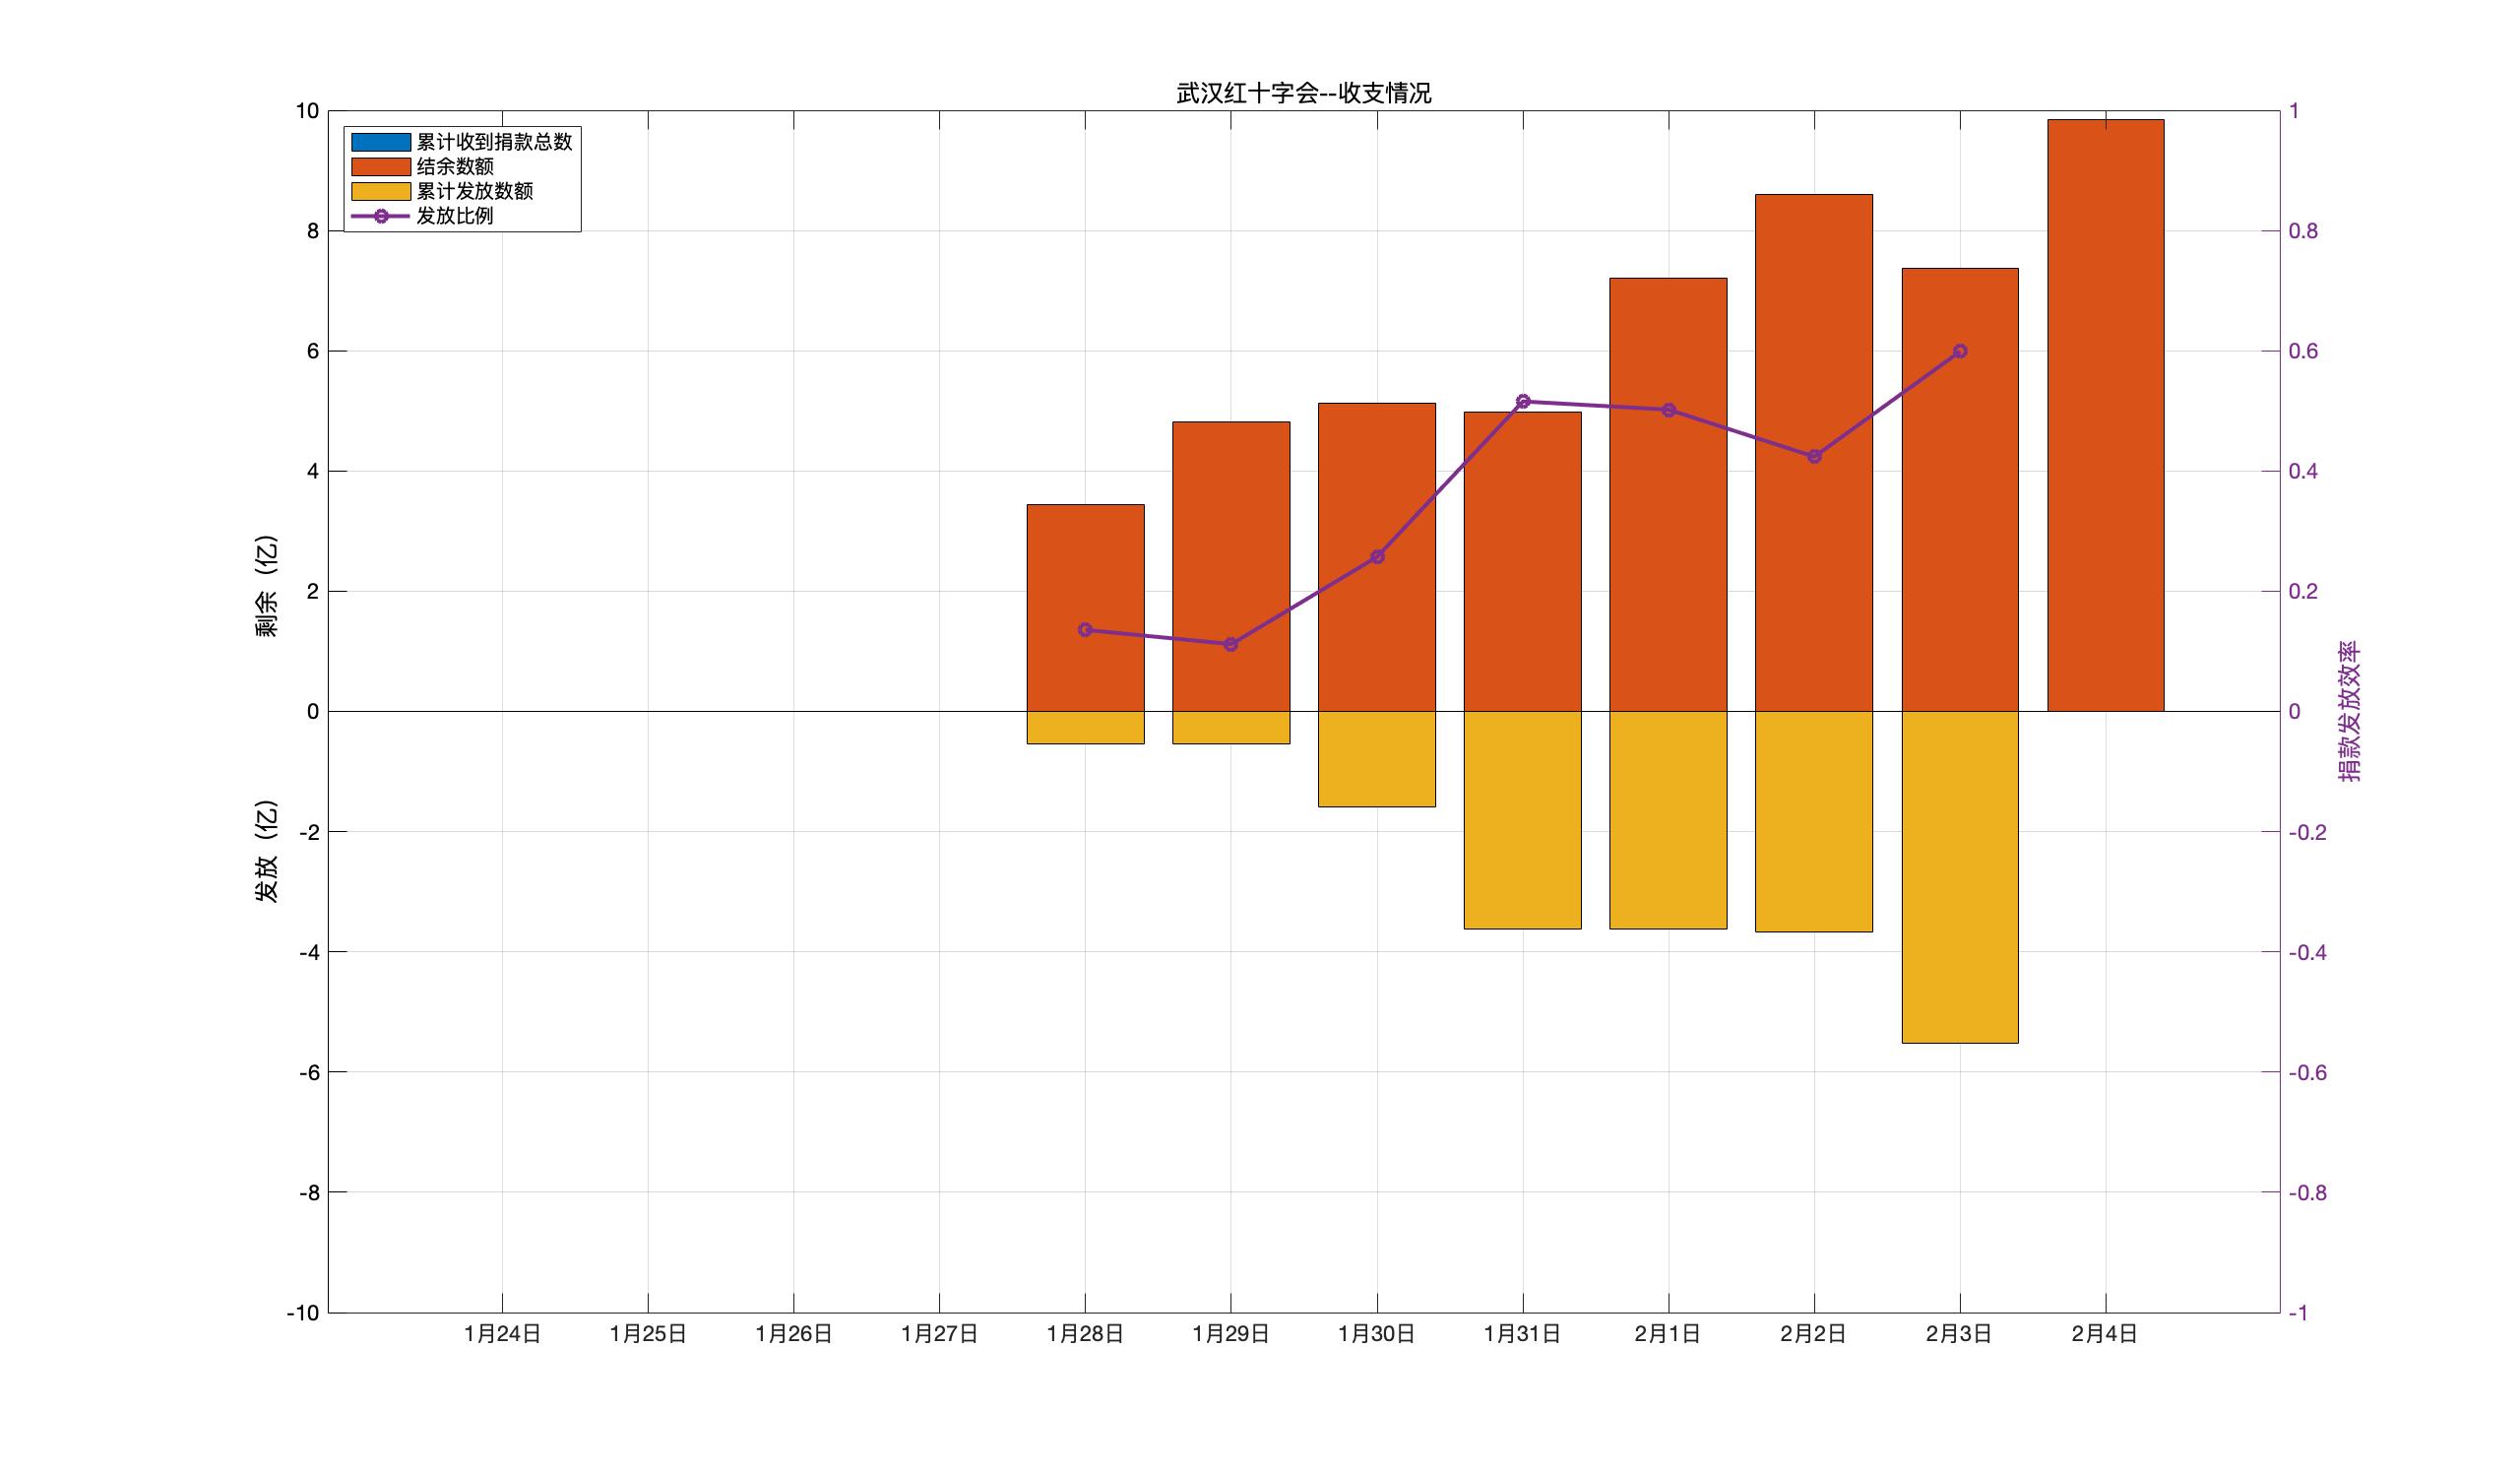 武汉红十字会--收支情况
累计收到捐款总数
结余数额
累计发放数额
发放比例
10
8
6
4
2
0
-2
-4
-6
-8
-10
剩余（亿）
发放（亿）
1
0.8
0.6
0.4
0.2
0
-0.2
-0.4
-0.6
-0.8
-1
捐款发放效率
1月24日 1月25日 1月26日 1月27日 1月28日 1月29日 1月30日 1月31日 2月1日 2月2日 2月3日 2月4日